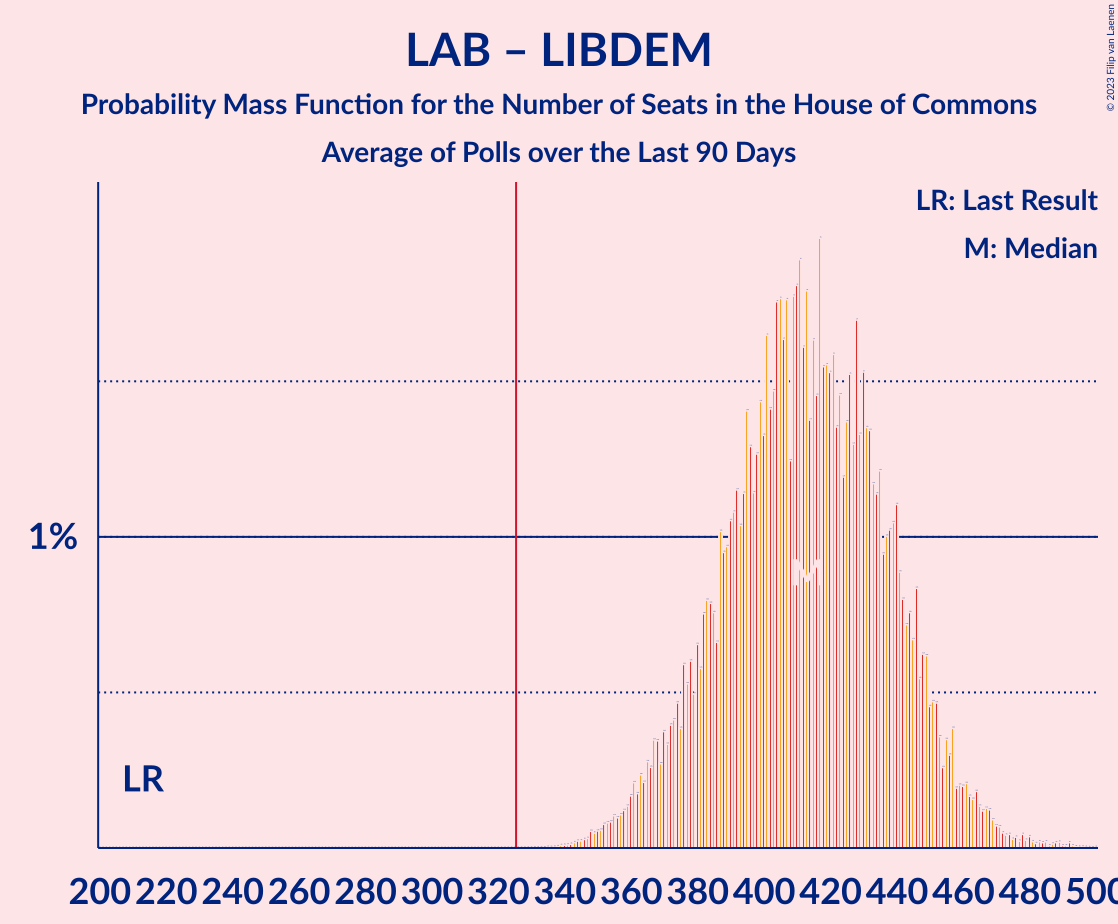 LAB – LIBDEM
Probability Mass Function for the Number of Seats in the House of Commons
Average of Polls over the Last 90 Days
© 2023 Filip van Laenen
LR: Last Result
M: Median
1%
M
LR
200 220 240 260 280 300 320 340 360 380 400 420 440 460 480 500